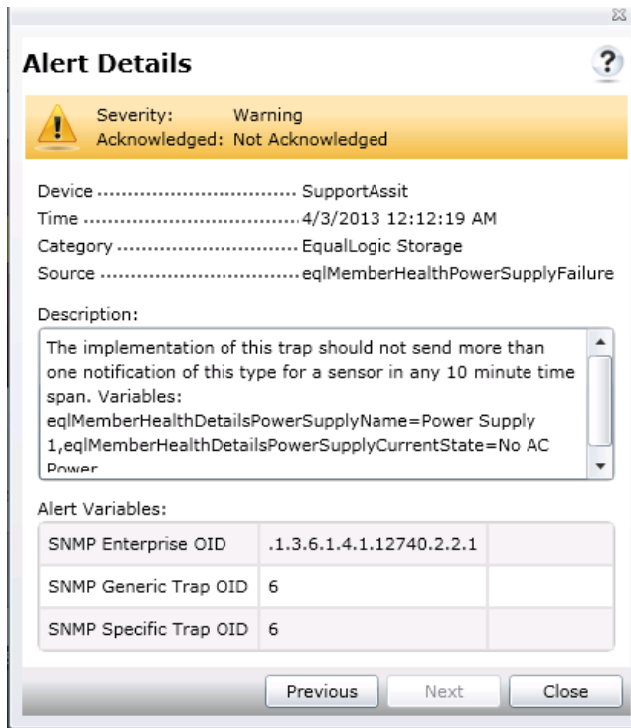 Alert Details
?
Severity: Warning
Acknowledged: Not Acknowledged
Device ............................... SupportAssit
Time .................................. 4/3/2013 12:12:19 AM
Category ............................ EqualLogic Storage
Source ............................... eqlMemberHealthPowerSupplyFailure
Description:
The implementation of this trap should not send more than
one notification of this type for a sensor in any 10 minute time
span. Variables:
eqlMemberHealthDetailsPowerSupplyName=Power Supply
1,eqlMemberHealthDetailsPowerSupplyCurrentState=No AC
Power
Alert Variables:
SNMP Enterprise OID .1.3.6.1.4.1.12740.2.2.1
SNMP Generic Trap OID 6
SNMP Specific Trap OID 6
Previous Next Close